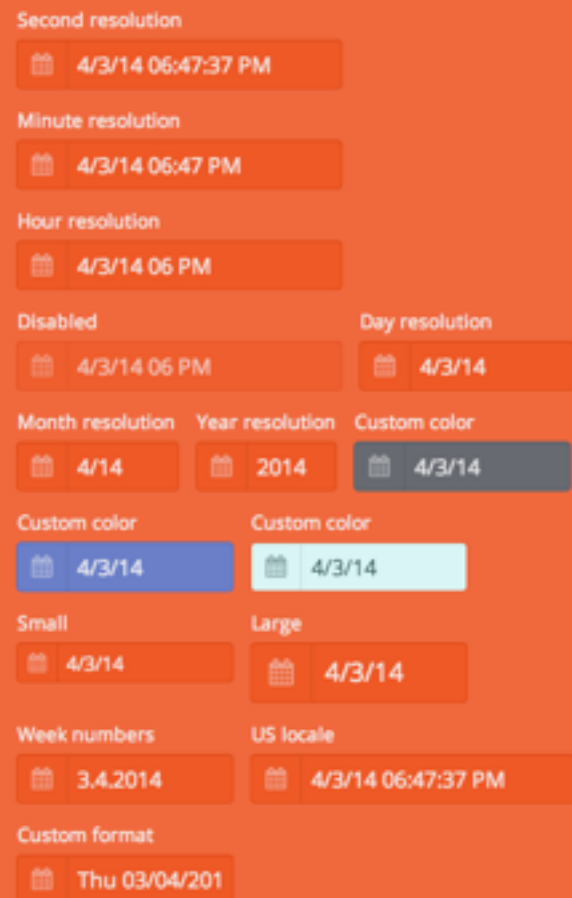 Second resolution
4/3/14 06:47:37 PM
Minute resolution
4/3/14 06:47 PM
Hour resolution
4/3/14 06 PM
Disabled Day resolution
4/3/14 06 PM 4/3/14
Month resolution Year resolution Custom color
4/14 2014 4/3/14
Custom color Custom color
4/3/14 4/3/14
Small Large
4/3/14 4/3/14
Week numbers US locale
3.4.2014 4/3/14 06:47:37 PM
Custom format
Thu 03/04/201